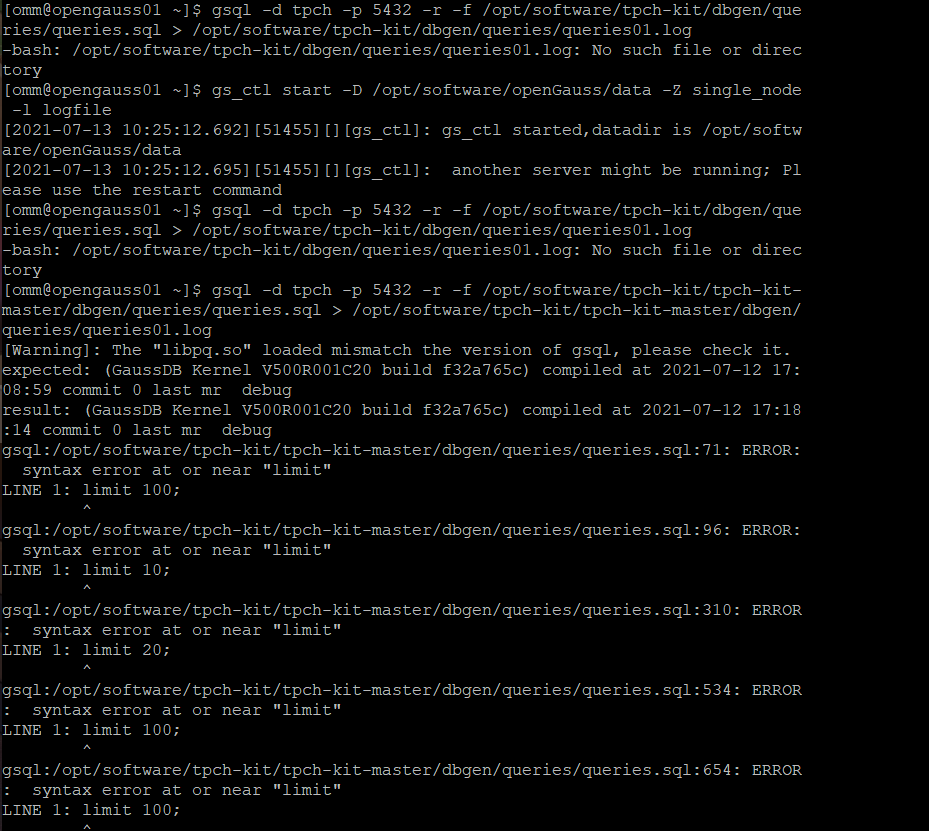 [omm@opengauss01 ~]$ gsql -d tpch -p 5432 -r -f /opt/software/tpch-kit/dbgen/que
ries/queries.sql > /opt/software/tpch-kit/dbgen/queries/queries01.log
-bash: /opt/software/tpch-kit/dbgen/queries/queries01.log: No such file or direc
tory
[omm@opengauss01 ~]$ gs_ctl start -D /opt/software/openGauss/data -Z single_node
 -l logfile
[2021-07-13 10:25:12.692][51455][][gs_ctl]: gs_ctl started,datadir is /opt/softw
are/openGauss/data
[2021-07-13 10:25:12.695][51455][][gs_ctl]:  another server might be running; Pl
ease use the restart command
[omm@opengauss01 ~]$ gsql -d tpch -p 5432 -r -f /opt/software/tpch-kit/dbgen/que
ries/queries.sql > /opt/software/tpch-kit/dbgen/queries/queries01.log
-bash: /opt/software/tpch-kit/dbgen/queries/queries01.log: No such file or direc
tory
[omm@opengauss01 ~]$ gsql -d tpch -p 5432 -r -f /opt/software/tpch-kit/tpch-kit-
master/dbgen/queries/queries.sql > /opt/software/tpch-kit/tpch-kit-master/dbgen/
queries/queries01.log
[Warning]: The "libpq.so" loaded mismatch the version of gsql, please check it.
expected: (GaussDB Kernel V500R001C20 build f32a765c) compiled at 2021-07-12 17:
08:59 commit 0 last mr  debug
result: (GaussDB Kernel V500R001C20 build f32a765c) compiled at 2021-07-12 17:18
:14 commit 0 last mr  debug
gsql:/opt/software/tpch-kit/tpch-kit-master/dbgen/queries/queries.sql:71: ERROR:
  syntax error at or near "limit"
LINE 1: limit 100;
        ^
gsql:/opt/software/tpch-kit/tpch-kit-master/dbgen/queries/queries.sql:96: ERROR:
  syntax error at or near "limit"
LINE 1: limit 10;
        ^
gsql:/opt/software/tpch-kit/tpch-kit-master/dbgen/queries/queries.sql:310: ERROR
:  syntax error at or near "limit"
LINE 1: limit 20;
        ^
gsql:/opt/software/tpch-kit/tpch-kit-master/dbgen/queries/queries.sql:534: ERROR
:  syntax error at or near "limit"
LINE 1: limit 100;
        ^
gsql:/opt/software/tpch-kit/tpch-kit-master/dbgen/queries/queries.sql:654: ERROR
:  syntax error at or near "limit"
LINE 1: limit 100;
        ^